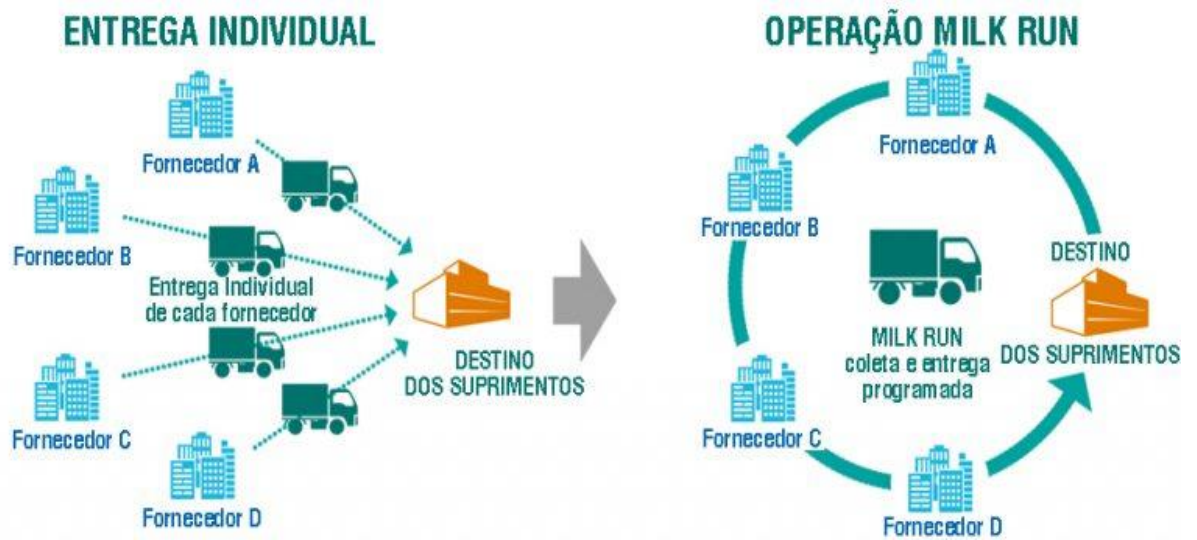 ENTREGA INDIVIDUAL
Fornecedor A
Fornecedor B
Entrega Individual
de cada fornecedor
Fornecedor C
Fornecedor D
DESTINO
DOS SUPRIMENTOS
OPERAÇÃO MILK RUN
Fornecedor A
Fornecedor B
DESTINO
DOS SUPRIMENTOS
MILK RUN
coleta e entrega
programada
Fornecedor C
Fornecedor D